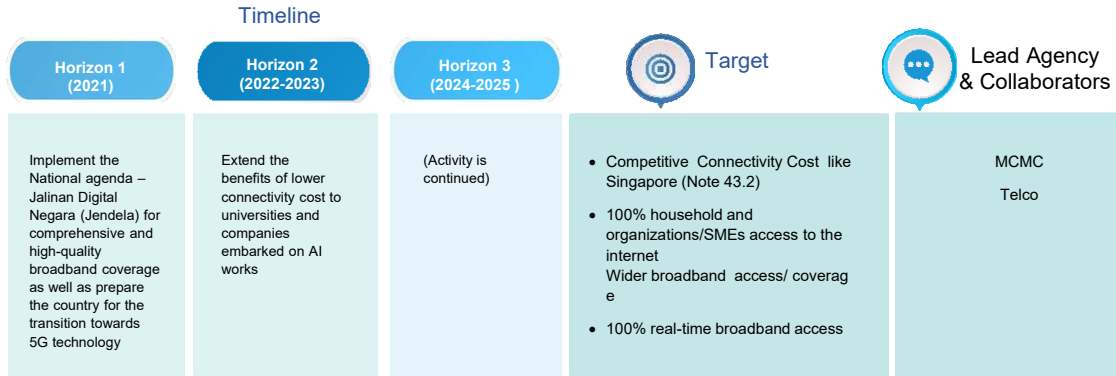 Timeline
Horizon 1
(2021)
Horizon 2
(2022-2023)
Horizon 3
(2024-2025 )
Target
Lead Agency
& Collaborators
Implement the
National agenda –
Jalinan Digital
Negara (Jendela) for
comprehensive and
high-quality
broadband coverage
as well as prepare
the country for the
transition towards
5G technology
Extend the
benefits of lower
connectivity cost to
universities and
companies
embarked on AI
works
(Activity is
continued)
• Competitive Connectivity Cost like
Singapore (Note 43.2)
• 100% household and
organizations/SMEs access to the
internet
Wider broadband access/ coverag
e
• 100% real-time broadband access
MCMC
Telco